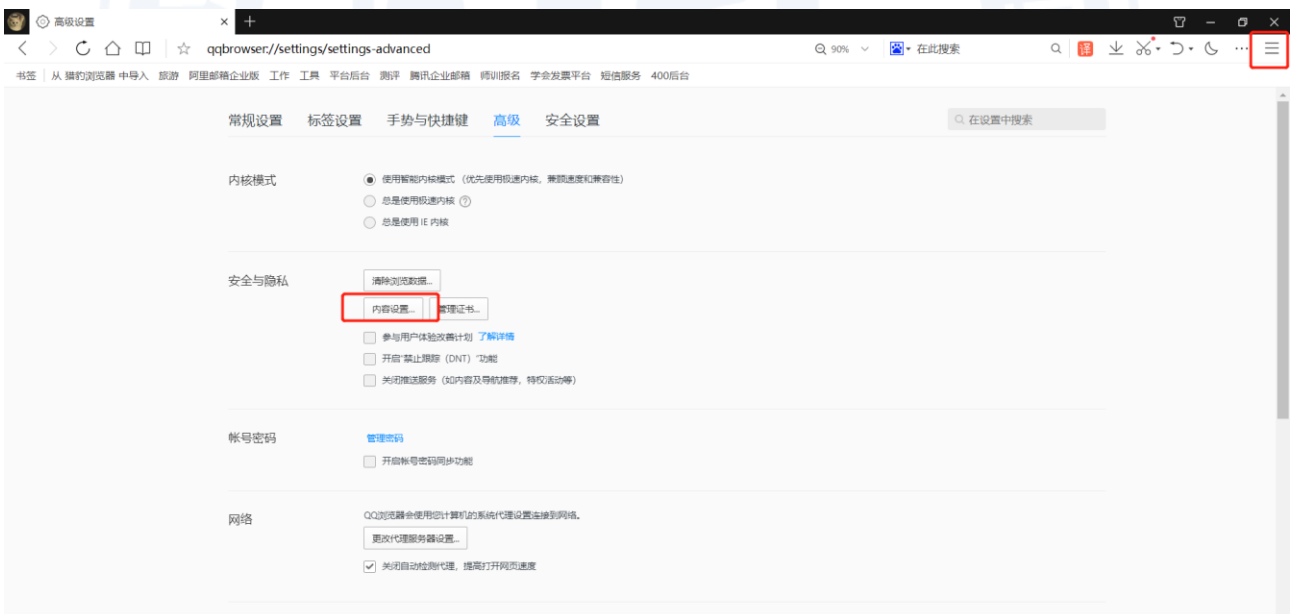 高级设置
qqbrowser://settings/settings-advanced
90%
在此搜索
译
书签 从 猎豹浏览器 中导入 旅游 阿里邮箱企业版 工作 工具 平台后台 测评 腾讯企业邮箱 师训报名 学会发票平台 短信服务 400后台
常规设置 标签设置 手势与快捷键 高级 安全设置
在设置中搜索
内核模式
使用智能内核模式（优先使用极速内核，兼顾速度和兼容性）
总是使用极速内核
总是使用 IE 内核
安全与隐私
清除浏览数据...
内容设置... 管理证书...
参与用户体验改善计划 了解详情
开启“禁止跟踪（DNT）”功能
关闭推送服务（如内容及导航推荐，特权活动等）
帐号密码
管理密码
开启帐号密码同步功能
网络
QQ浏览器会使用您计算机的系统代理设置连接到网络。
更改代理服务器设置...
关闭自动检测代理，提高打开网页速度